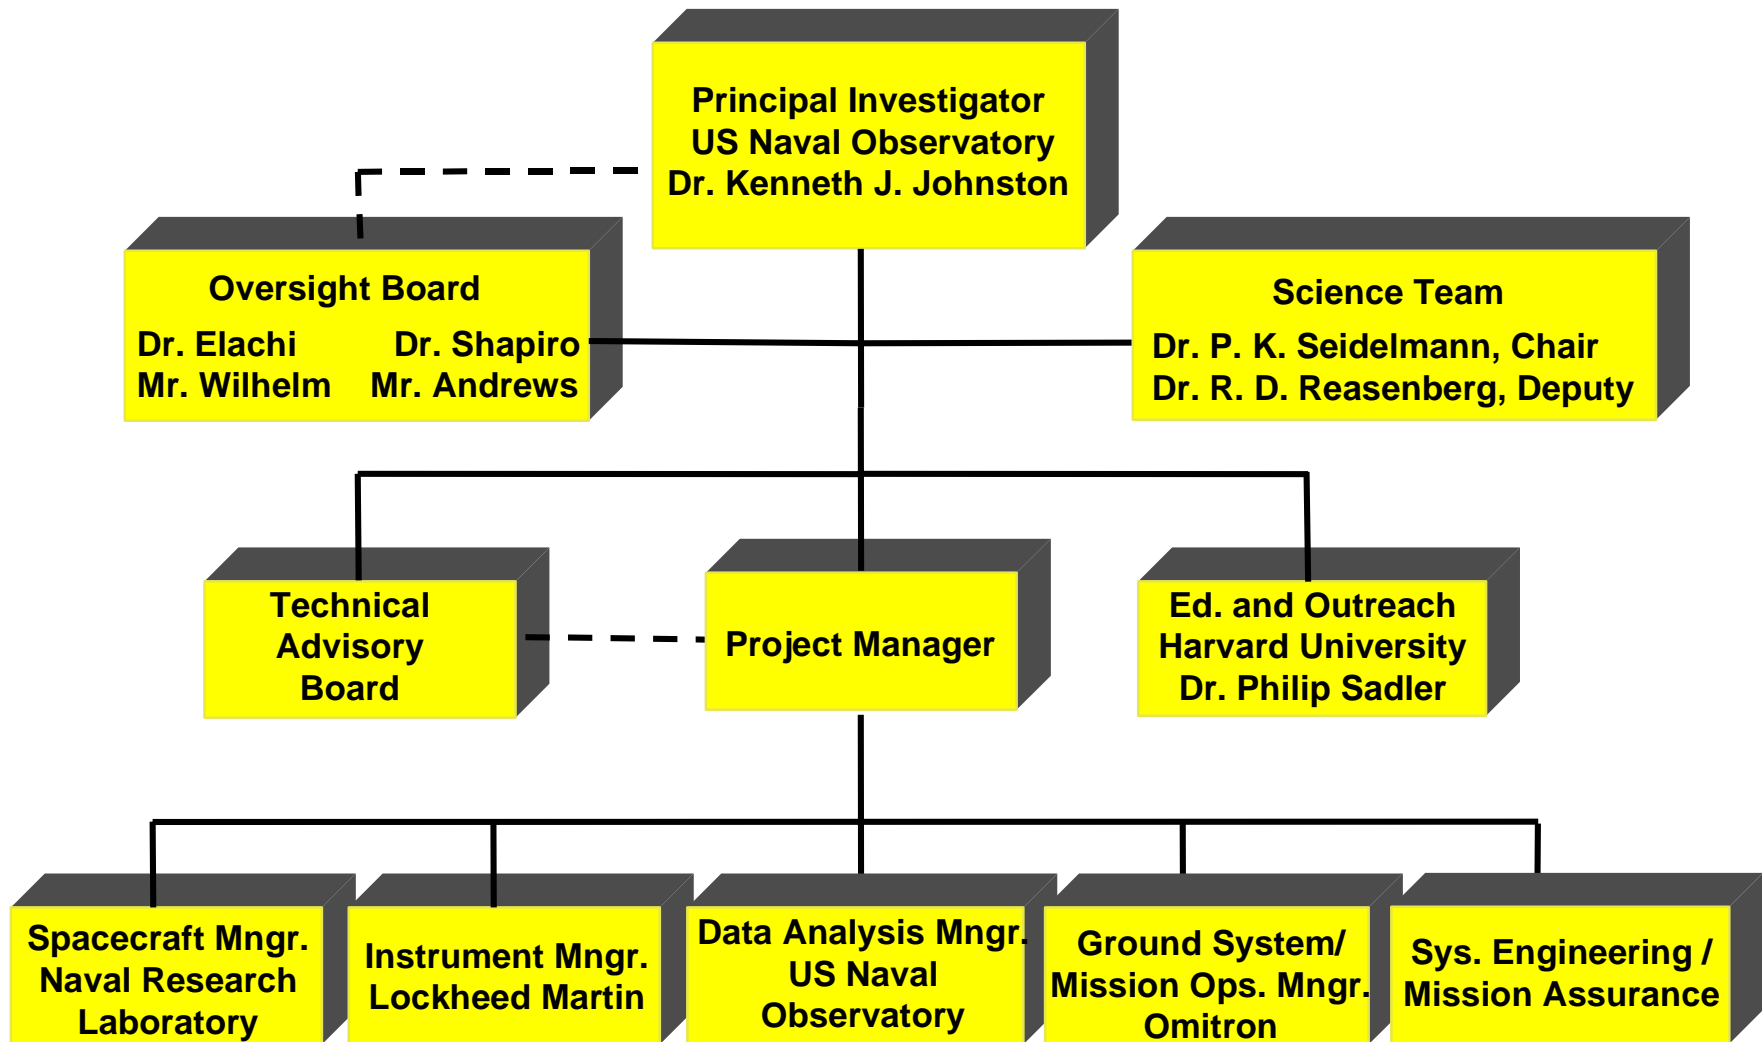 Principal Investigator
US Naval Observatory
Dr. Kenneth J. Johnston
Oversight Board
Dr. Elachi Dr. Shapiro
Mr. Wilhelm Mr. Andrews
Science Team
Dr. P. K. Seidelmann, Chair
Dr. R. D. Reasenberg, Deputy
Technical
Advisory
Board
Project Manager
Ed. and Outreach
Harvard University
Dr. Philip Sadler
Spacecraft Mngr.
Naval Research
Laboratory
Instrument Mngr.
Lockheed Martin
Data Analysis Mngr.
US Naval
Observatory
Ground System/
Mission Ops. Mngr.
Omitron
Sys. Engineering /
Mission Assurance